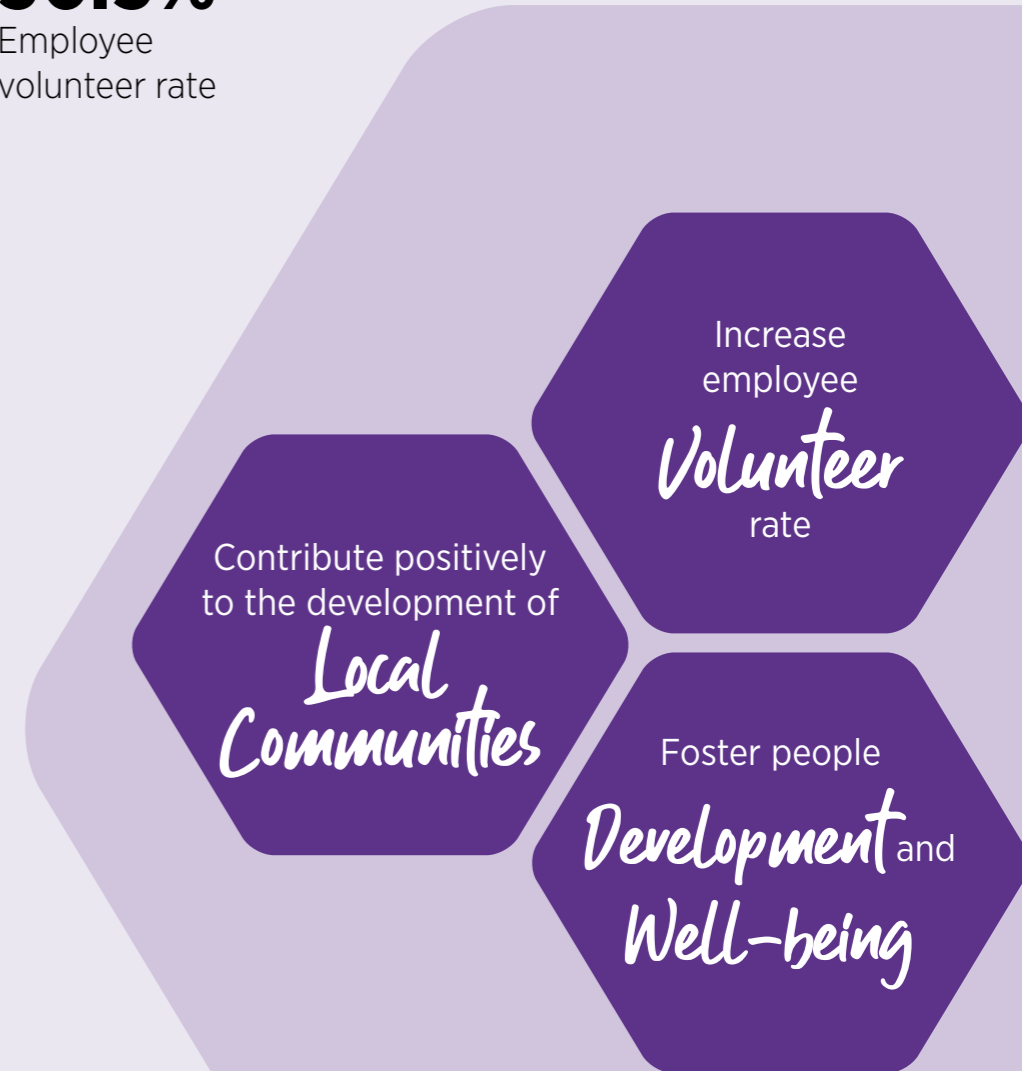 Employee
volunteer rate
Increase
employee
Volunteer
rate
Contribute positively
to the development of
Local
Communities
Foster people
Development and
Well-being